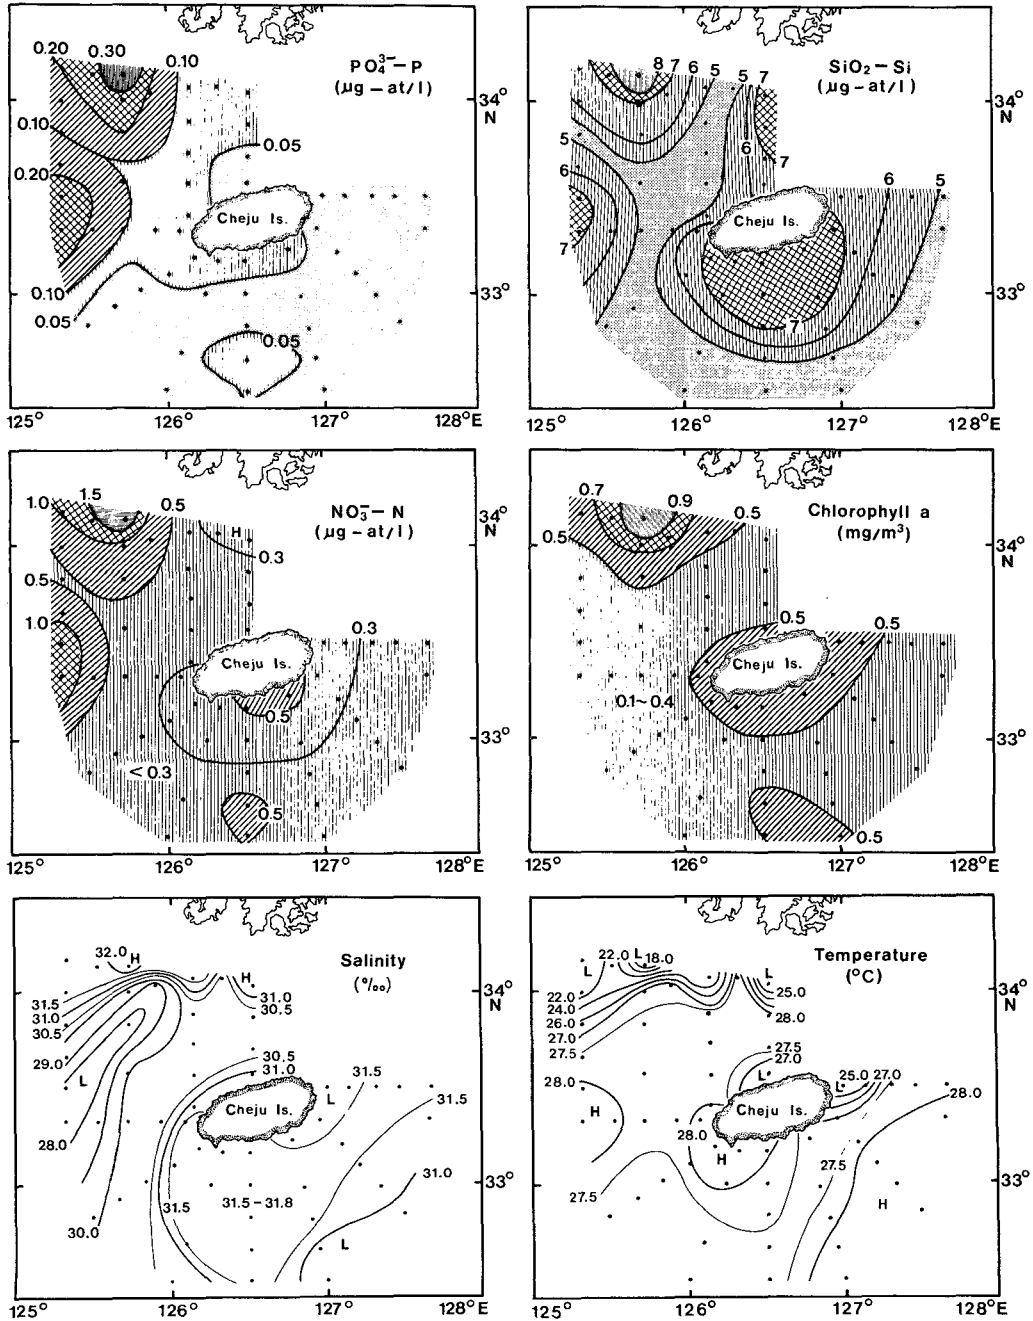 0.20 0.30 0.10
PO₄³⁻–P
(µg–at/l)
0.10
0.20
0.05
Cheju Is.
0.10
0.05
0.05
34°
N
33°
125° 126° 127° 128°E
8 7 6 5 5 7
SiO₂–Si
(µg–at/l)
5
6
6
7
6 5
Cheju Is.
7
7
34°
N
33°
125° 126° 127° 128°E
1.0 1.5 0.5
NO₃⁻–N
(µg–at/l)
H
0.3
0.5
1.0
0.3
Cheju Is.
0.5
<0.3
0.5
34°
N
33°
125° 126° 127° 128°E
0.7 0.9 0.5
Chlorophyll a
(mg/m³)
0.5
0.5 0.5
Cheju Is.
0.1~0.4
0.5
34°
N
33°
125° 126° 127° 128°E
32.0 H
Salinity
(‰)
H
31.5
31.0
30.5
31.0
30.5
29.0
L
30.5
31.0
31.5
31.5
L
Cheju Is.
28.0
31.0
31.5
31.5–31.8
30.0
L
34°
N
33°
125° 126° 127° 128°E
L 22.0 L 18.0
Temperature
(°C)
L
22.0
24.0
26.0
27.0
27.5
25.0
28.0
27.5
27.0
L
L 25.0 27.0
28.0
28.0
H
Cheju Is.
28.0
H
27.5
27.5
H
34°
N
33°
125° 126° 127° 128°E